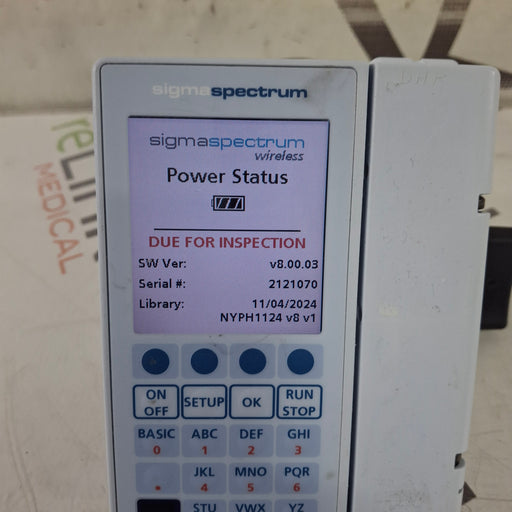 sigmaspectrum
sigmaspectrum
wireless
Power Status
DUE FOR INSPECTION
SW Ver: v8.00.03
Serial #: 2121070
Library: 11/04/2024
NYPH1124 v8 v1
ON OFF
SETUP
OK
RUN STOP
BASIC 0
ABC 1
DEF 2
GHI 3
.
JKL 4
MNO 5
PQR 6
STU
VWX
YZ
MEDICAL